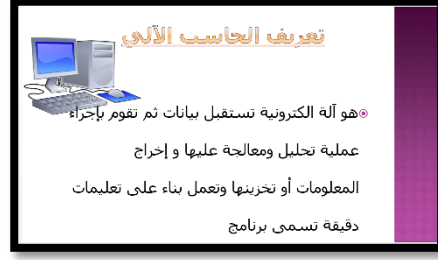 تعريف الحاسب الآلي
هو آلة الكترونية تستقبل بيانات ثم تقوم بإجراء
عملية تحليل ومعالجة عليها و إخراج
المعلومات أو تخزينها وتعمل بناء على تعليمات
دقيقة تسمى برنامج